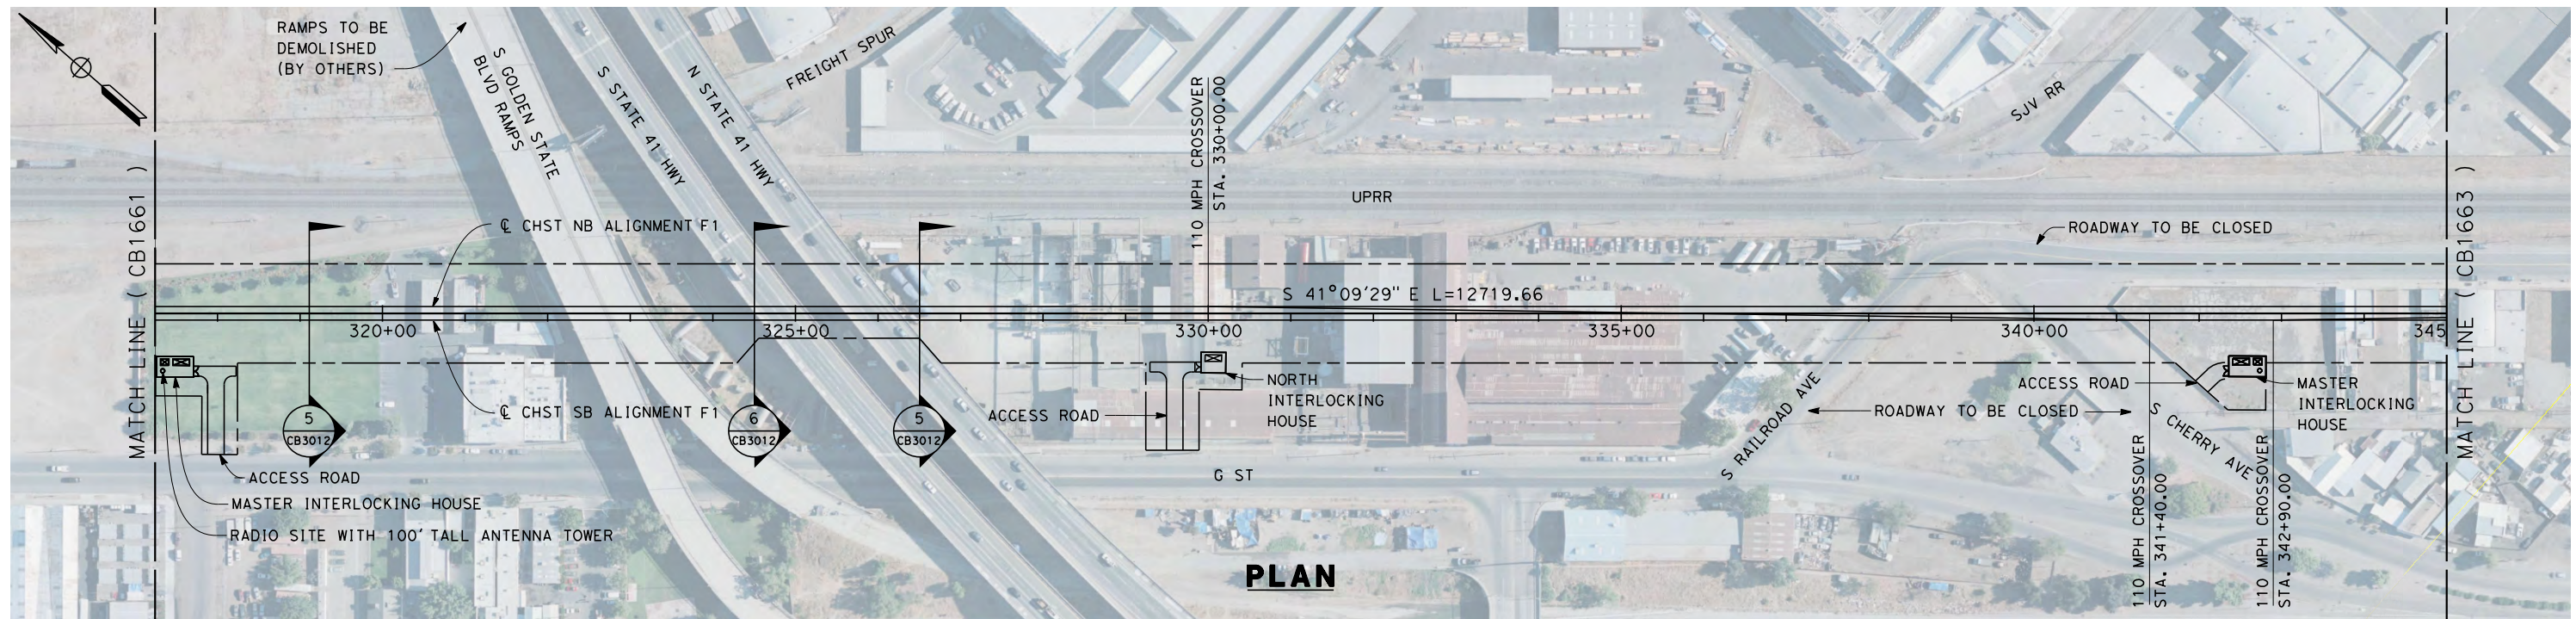 RAMPS TO BE
DEMOLISHED
(BY OTHERS)
S GOLDEN STATE
BLVD RAMPS
S STATE 41 HWY
N STATE 41 HWY
FREIGHT SPUR
110 MPH CROSSOVER
STA. 330+00.00
SJV RR
UPRR
MATCH LINE ( CB1661 )
℄ CHST NB ALIGNMENT F1
ROADWAY TO BE CLOSED
MATCH LINE ( CB1663 )
S 41°09'29" E L=12719.66
320+00
325+00
330+00
335+00
340+00
345
℄ CHST SB ALIGNMENT F1
5
CB3012
6
CB3012
5
CB3012
ACCESS ROAD
NORTH
INTERLOCKING
HOUSE
S RAILROAD AVE
ROADWAY TO BE CLOSED
ACCESS ROAD
S CHERRY AVE
MASTER
INTERLOCKING
HOUSE
G ST
ACCESS ROAD
MASTER INTERLOCKING HOUSE
RADIO SITE WITH 100' TALL ANTENNA TOWER
110 MPH CROSSOVER
STA. 341+40.00
110 MPH CROSSOVER
STA. 342+90.00
PLAN